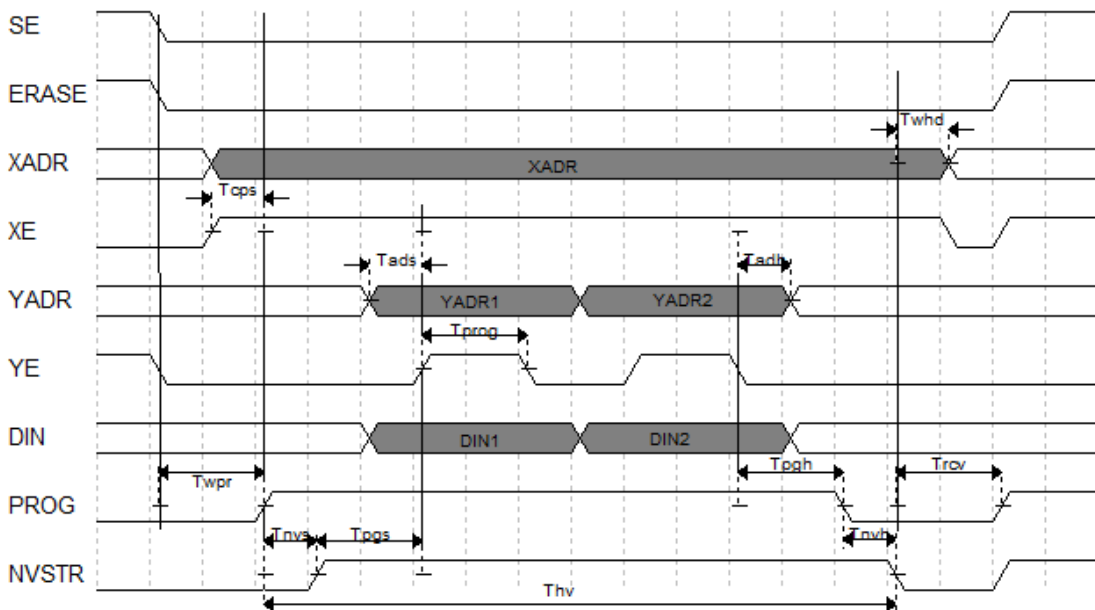 SE
ERASE
Twhd
XADR
XADR
Tcps
XE
Tads
Tadh
YADR
YADR1
YADR2
Tprog
YE
DIN
DIN1
DIN2
Twpr
Tpgh
Trcv
PROG
Tnvs
Tpgs
Tnvh
NVSTR
Thv